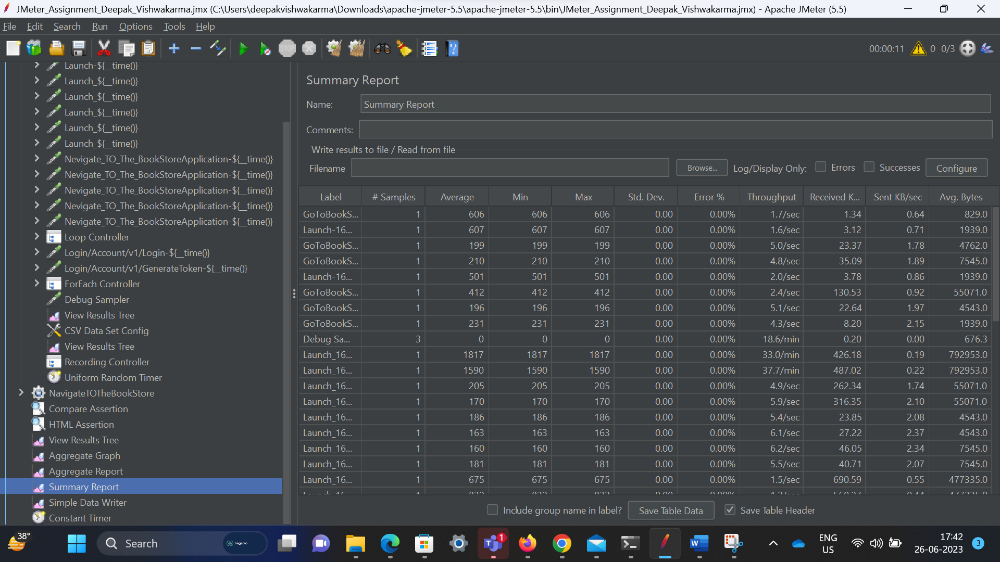 JMeter_Assignment_Deepak_Vishwakarma.jmx (C:\Users\deepakvishwakarma\Downloads\apache-jmeter-5.5\apache-jmeter-5.5\bin\JMeter_Assignment_Deepak_Vishwakarma.jmx) - Apache JMeter (5.5)
File Edit Search Run Options Tools Help
STOP 00:00:11 0 0/3
Launch-${__time()}
Launch_${__time()}
Launch_${__time()}
Launch_${__time()}
Launch_${__time()}
Launch_${__time()}
Nevigate_TO_The_BookStoreApplication-${__time()}
Nevigate_TO_The_BookStoreApplication-${__time()}
Nevigate_TO_The_BookStoreApplication-${__time()}
Nevigate_TO_The_BookStoreApplication-${__time()}
Nevigate_TO_The_BookStoreApplication-${__time()}
Loop Controller
Login/Account/v1/Login-${__time()}
Login/Account/v1/GenerateToken-${__time()}
ForEach Controller
Debug Sampler
View Results Tree
CSV Data Set Config
View Results Tree
Recording Controller
Uniform Random Timer
NavigateTOTheBookStore
Compare Assertion
HTML Assertion
View Results Tree
Aggregate Graph
Aggregate Report
Summary Report
Simple Data Writer
Constant Timer
Summary Report
Name: Summary Report
Comments:
Write results to file / Read from file
Filename Browse... Log/Display Only: Errors Successes Configure
Label # Samples Average Min Max Std. Dev. Error % Throughput Received K... Sent KB/sec Avg. Bytes
GoToBookS... 1 606 606 606 0.00 0.00% 1.7/sec 1.34 0.64 829.0
Launch-16... 1 607 607 607 0.00 0.00% 1.6/sec 3.12 0.71 1939.0
GoToBookS... 1 199 199 199 0.00 0.00% 5.0/sec 23.37 1.78 4762.0
GoToBookS... 1 210 210 210 0.00 0.00% 4.8/sec 35.09 1.89 7545.0
Launch-16... 1 501 501 501 0.00 0.00% 2.0/sec 3.78 0.86 1939.0
GoToBookS... 1 412 412 412 0.00 0.00% 2.4/sec 130.53 0.92 55071.0
GoToBookS... 1 196 196 196 0.00 0.00% 5.1/sec 22.64 1.97 4543.0
GoToBookS... 1 231 231 231 0.00 0.00% 4.3/sec 8.20 2.15 1939.0
Debug Sa... 3 0 0 0 0.00 0.00% 18.6/min 0.20 0.00 676.3
Launch_16... 1 1817 1817 1817 0.00 0.00% 33.0/min 426.18 0.19 792953.0
Launch_16... 1 1590 1590 1590 0.00 0.00% 37.7/min 487.02 0.22 792953.0
Launch_16... 1 205 205 205 0.00 0.00% 4.9/sec 262.34 1.74 55071.0
Launch_16... 1 170 170 170 0.00 0.00% 5.9/sec 316.35 2.10 55071.0
Launch_16... 1 186 186 186 0.00 0.00% 5.4/sec 23.85 2.08 4543.0
Launch_16... 1 163 163 163 0.00 0.00% 6.1/sec 27.22 2.37 4543.0
Launch_16... 1 160 160 160 0.00 0.00% 6.2/sec 46.05 2.34 7545.0
Launch_16... 1 181 181 181 0.00 0.00% 5.5/sec 40.71 2.07 7545.0
Launch_16... 1 675 675 675 0.00 0.00% 1.5/sec 690.59 0.55 477335.0
Include group name in label? Save Table Data Save Table Header
38° Search nagarro 1 ENG US 17:42 26-06-2023 3